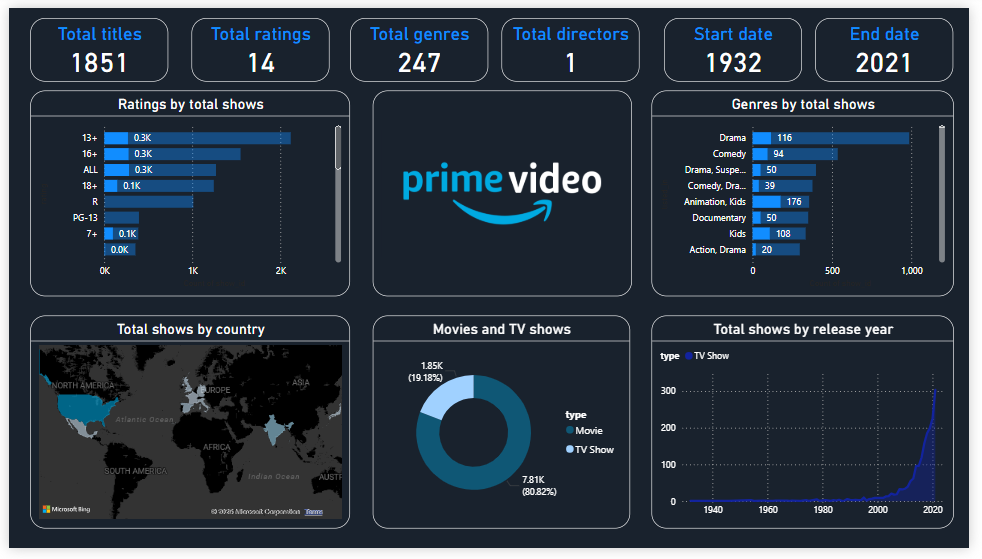 Total titles
1851
Total ratings
14
Total genres
247
Total directors
1
Start date
1932
End date
2021
Ratings by total shows
13+ 0.3K
16+ 0.3K
ALL 0.3K
18+ 0.1K
R
PG-13
7+ 0.1K
0.0K
0K 1K 2K
prime video
Genres by total shows
Drama 116
Comedy 94
Drama, Suspe... 50
Comedy, Dra... 39
Animation, Kids 176
Documentary 50
Kids 108
Action, Drama 20
0 500 1,000
Total shows by country
NORTH AMERICA
EUROPE
ASIA
Atlantic Ocean
AFRICA
SOUTH AMERICA
Indian Ocean
AUSTR
Microsoft Bing
© 2025 Microsoft Corporation Terms
Movies and TV shows
1.85K
(19.18%)
type
Movie
TV Show
7.81K
(80.82%)
Total shows by release year
type TV Show
300
200
100
0
1940 1960 1980 2000 2020